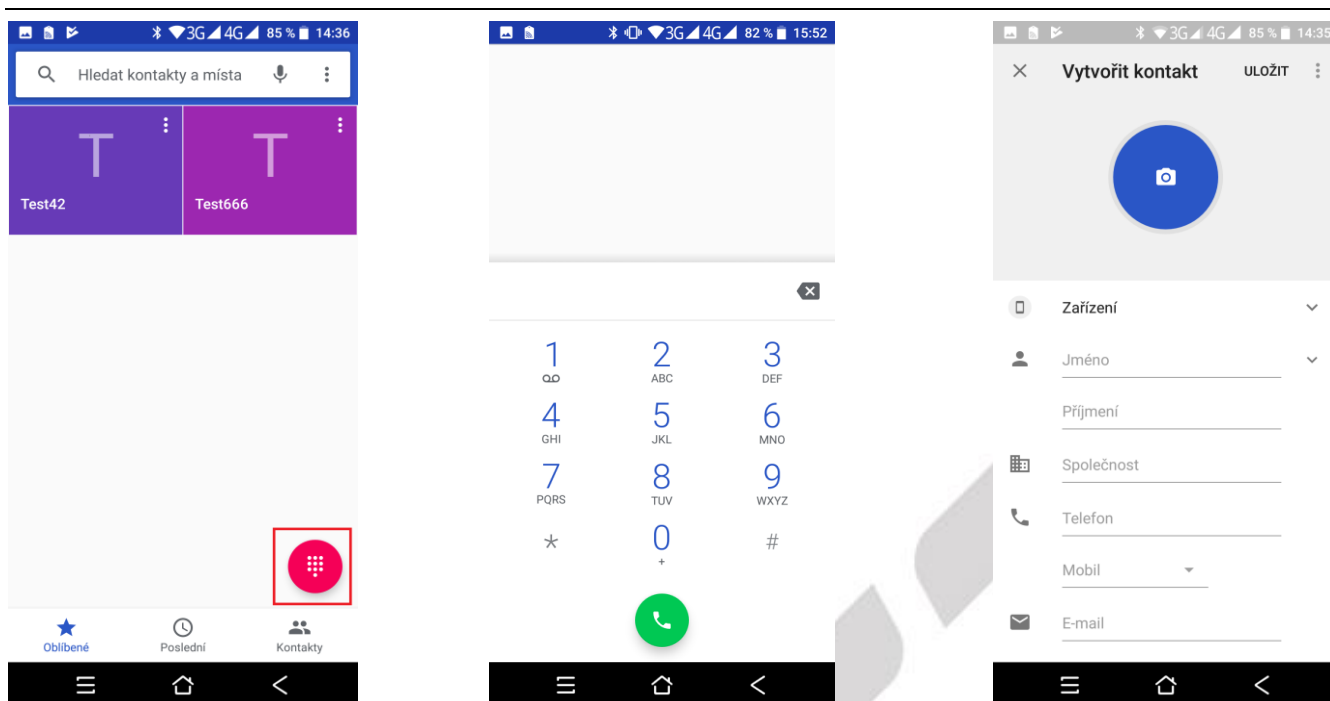 3G 4G 85 % 14:36
Hledat kontakty a místa
T
T
Test42
Test666
Oblíbené
Poslední
Kontakty
3G 4G 82 % 15:52
1
2
ABC
3
DEF
4
GHI
5
JKL
6
MNO
7
PQRS
8
TUV
9
WXYZ
*
0
+
#
3G 4G 85 % 14:35
Vytvořit kontakt
ULOŽIT
Zařízení
Jméno
Příjmení
Společnost
Telefon
Mobil
E-mail